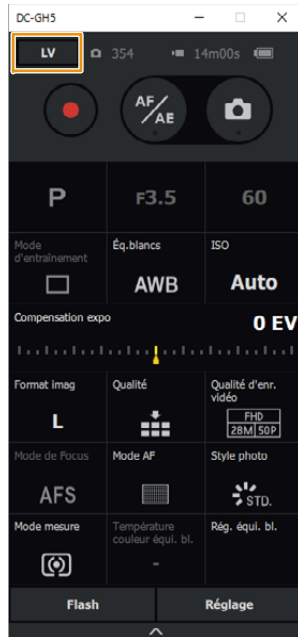 DC-GH5
LV 354 14m00s
AF/AE
P F3.5 60
Mode d'entraînement
Éq.blancs
AWB
ISO
Auto
Compensation expo
0 EV
Format imag
L
Qualité
Qualité d'enr. vidéo
FHD
28M 50P
Mode de Focus
AFS
Mode AF
Style photo
STD.
Mode mesure
Température couleur équi. bl.
-
Rég. équi. bl.
Flash Réglage